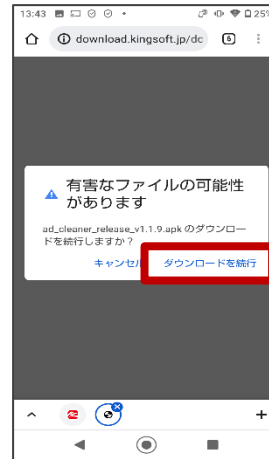 13:43
25%
download.kingsoft.jp/dc
6
有害なファイルの可能性
があります
ad_cleaner_release_v1.1.9.apk のダウンロー
ドを続行しますか？
キャンセル
ダウンロードを続行